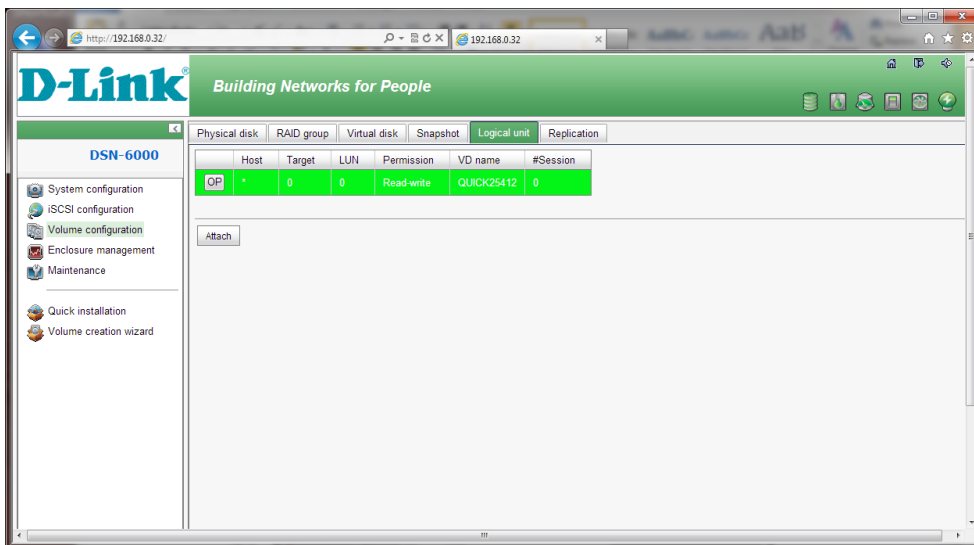 http://192.168.0.32/
192.168.0.32
D-Link®
Building Networks for People
DSN-6000
System configuration
iSCSI configuration
Volume configuration
Enclosure management
Maintenance
Quick installation
Volume creation wizard
Physical disk RAID group Virtual disk Snapshot Logical unit Replication
Host Target LUN Permission VD name #Session
OP * 0 0 Read-write QUICK25412 0
Attach